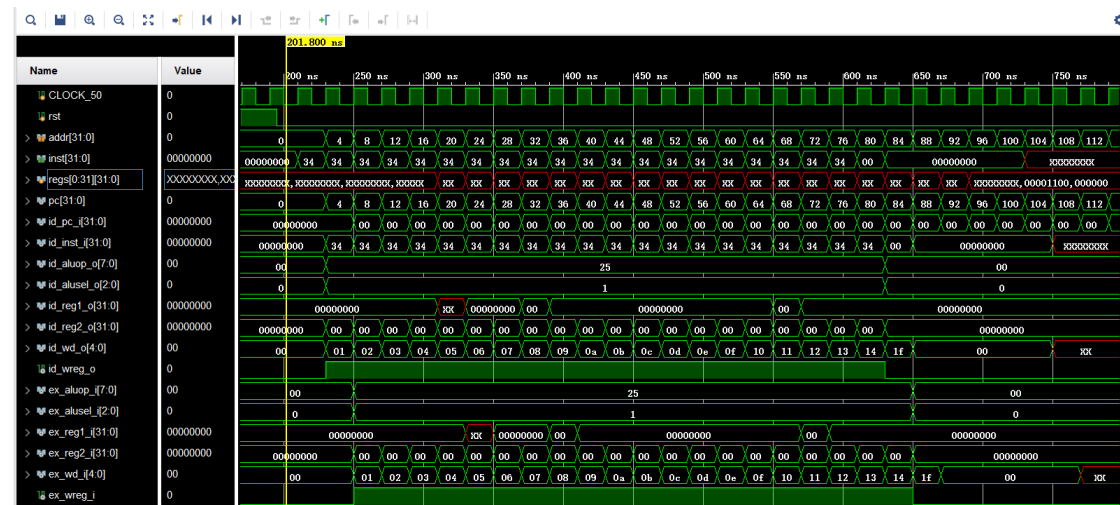 201.800 ns
Name Value 200 ns 250 ns 300 ns 350 ns 400 ns 450 ns 500 ns 550 ns 600 ns 650 ns 700 ns 750 ns
CLOCK_50 0
rst 0
addr[31:0] 0 0 4 8 12 16 20 24 28 32 36 40 44 48 52 56 60 64 68 72 76 80 84 88 92 96 100 104 108 112
inst[31:0] 00000000 00000000 34 34 34 34 34 34 34 34 34 34 34 34 34 34 34 34 34 34 34 34 00 00000000 XXXXXXXX
regs[0:31][31:0] XXXXXXXX,XX XXXXXXXX,XXXXXXXX,XXXXXXXX,XXXXX XX XX XX XX XX XX XX XX XX XX XX XX XX XX XX XX XX XX XX XXXXXXXX,00001100,000000
pc[31:0] 0 0 4 8 12 16 20 24 28 32 36 40 44 48 52 56 60 64 68 72 76 80 84 88 92 96 100 104 108 112
id_pc_i[31:0] 00000000 00000000 00 00 00 00 00 00 00 00 00 00 00 00 00 00 00 00 00 00 00 00 00 00 00 00 00 00 00
id_inst_i[31:0] 00000000 00000000 34 34 34 34 34 34 34 34 34 34 34 34 34 34 34 34 34 34 34 34 00 00000000 XXXXXXXX
id_aluop_o[7:0] 00 00 25 00
id_alusel_o[2:0] 0 0 1 0
id_reg1_o[31:0] 00000000 00000000 XX 00000000 00 00000000 00 00000000
id_reg2_o[31:0] 00000000 00000000 00 00 00 00 00 00 00 00 00 00 00 00 00 00 00 00 00 00 00 00 00000000
id_wd_o[4:0] 00 00 01 02 03 04 05 06 07 08 09 0a 0b 0c 0d 0e 0f 10 11 12 13 14 1f 00 XX
id_wreg_o 0
ex_aluop_i[7:0] 00 00 25 00
ex_alusel_i[2:0] 0 0 1 0
ex_reg1_i[31:0] 00000000 00000000 XX 00000000 00 00000000 00 00000000
ex_reg2_i[31:0] 00000000 00000000 00 00 00 00 00 00 00 00 00 00 00 00 00 00 00 00 00 00 00 00 00000000
ex_wd_i[4:0] 00 00 01 02 03 04 05 06 07 08 09 0a 0b 0c 0d 0e 0f 10 11 12 13 14 1f 00 XX
ex_wreg_i 0